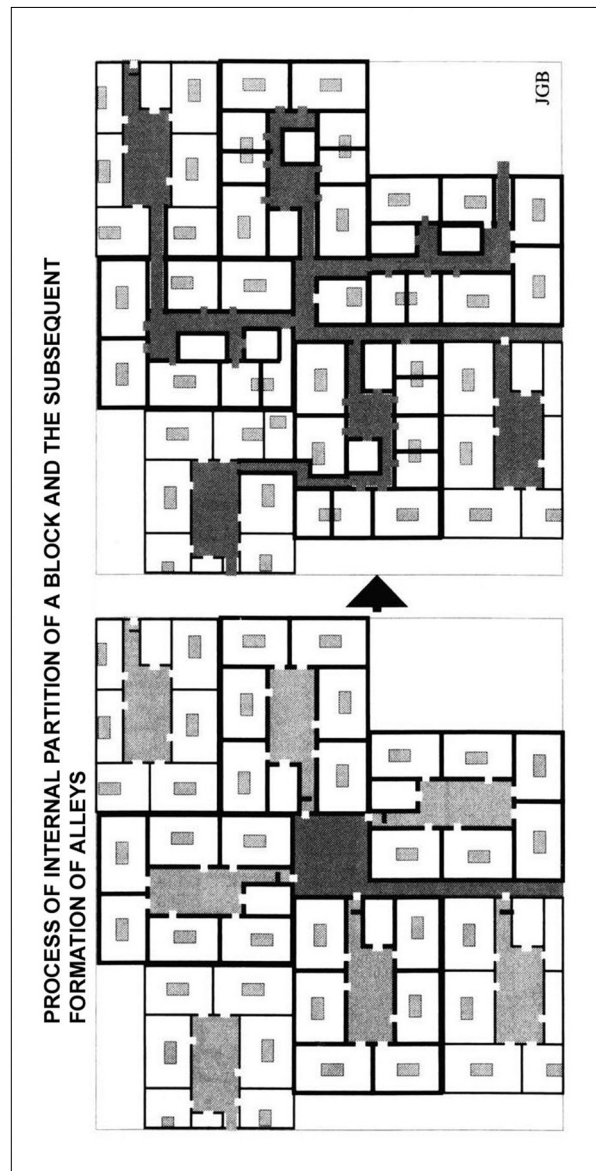 PROCESS OF INTERNAL PARTITION OF A BLOCK AND THE SUBSEQUENT
FORMATION OF ALLEYS
JGB